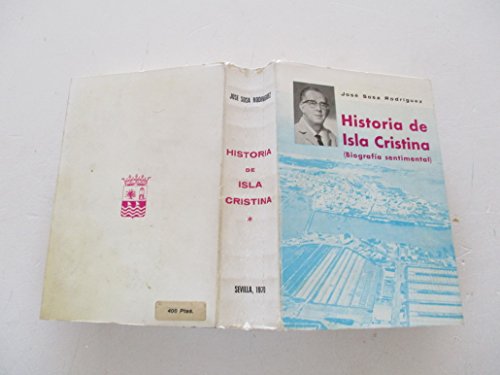 José Sosa Rodríguez
Historia de
Isla Cristina
(Biografía sentimental)
JOSE SOSA RODRIGUEZ
HISTORIA
DE
ISLA
CRISTINA
*
SEVILLA, 1970
400 Ptas.